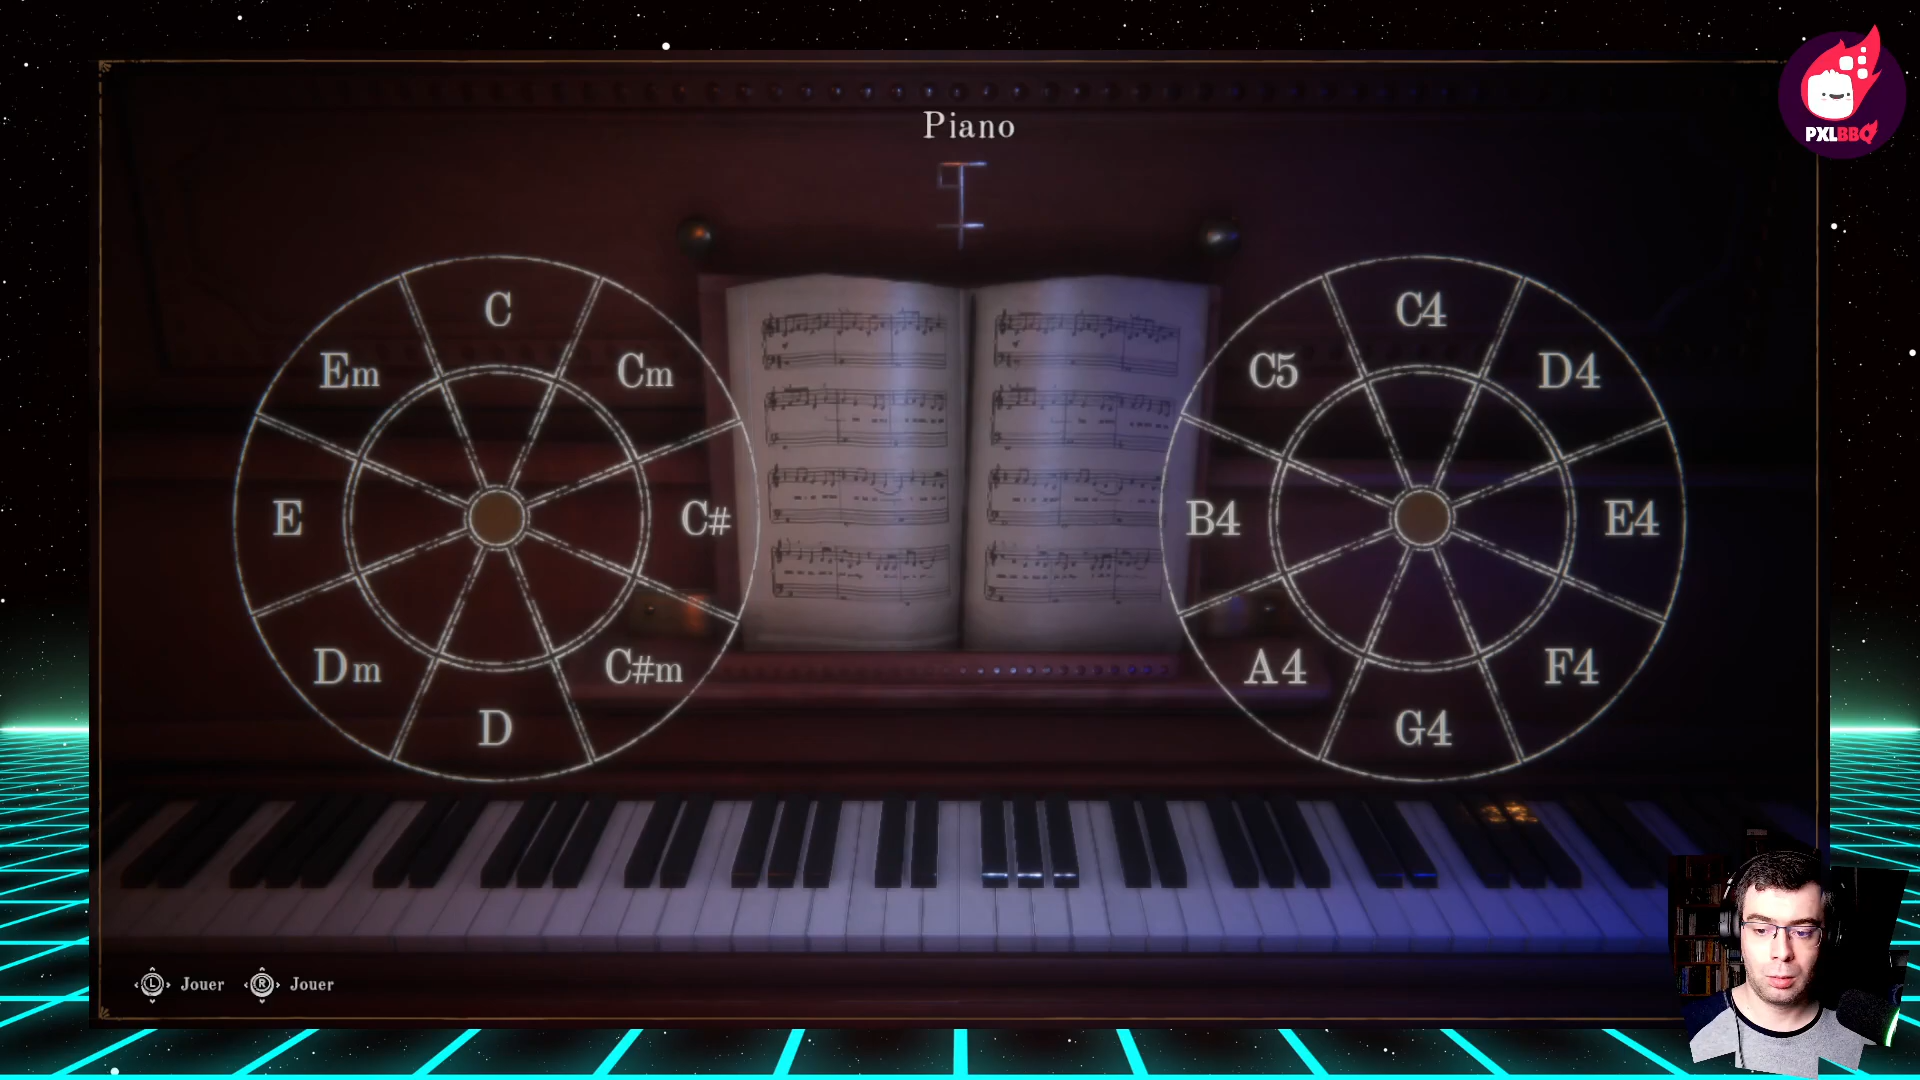 PXLBBQ
Piano
C
Cm
C#
C#m
D
Dm
E
Em
C4
D4
E4
F4
G4
A4
B4
C5
L Jouer R Jouer